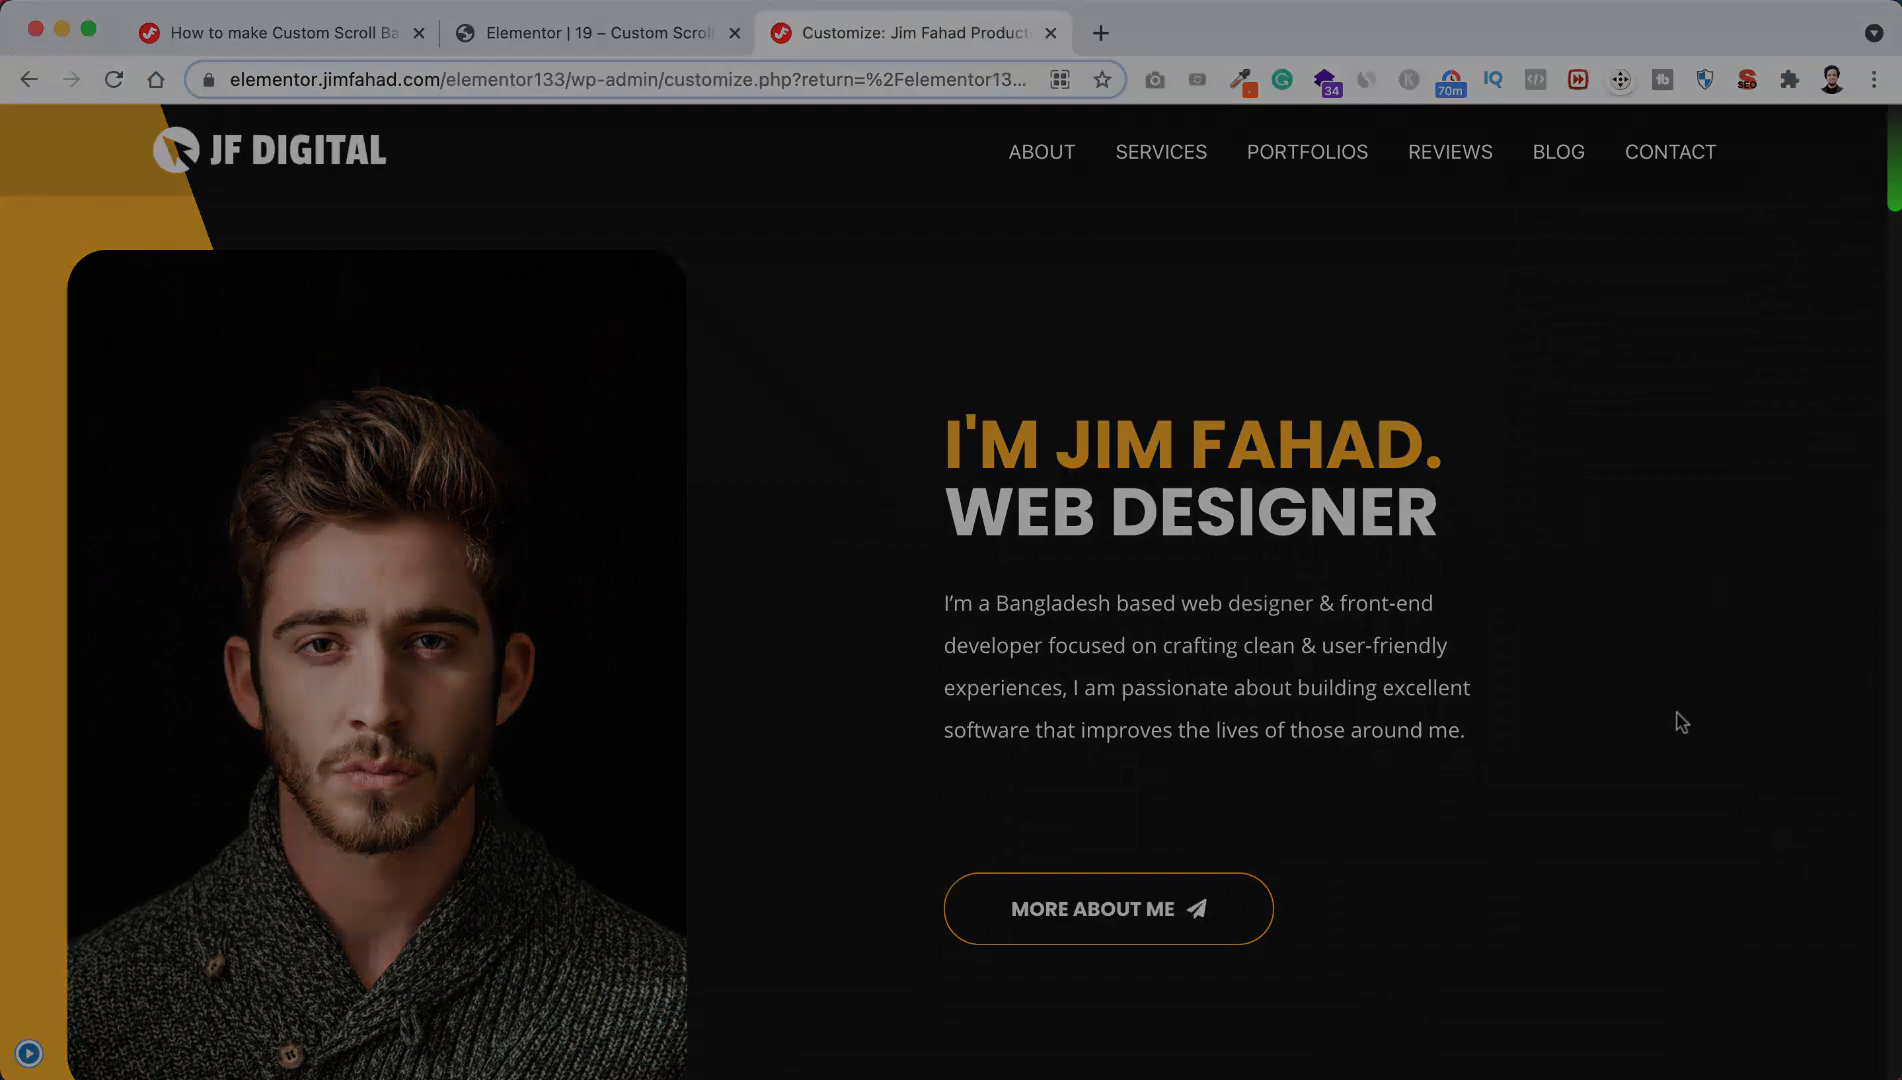 How to make Custom Scroll Ba
Elementor | 19 – Custom Scroll
Customize: Jim Fahad Product
elementor.jimfahad.com/elementor133/wp-admin/customize.php?return=%2Felementor13...
34
70m
IQ
SEO
JF DIGITAL
ABOUT
SERVICES
PORTFOLIOS
REVIEWS
BLOG
CONTACT
I'M JIM FAHAD.
WEB DESIGNER
I’m a Bangladesh based web designer & front-end
developer focused on crafting clean & user-friendly
experiences, I am passionate about building excellent
software that improves the lives of those around me.
MORE ABOUT ME